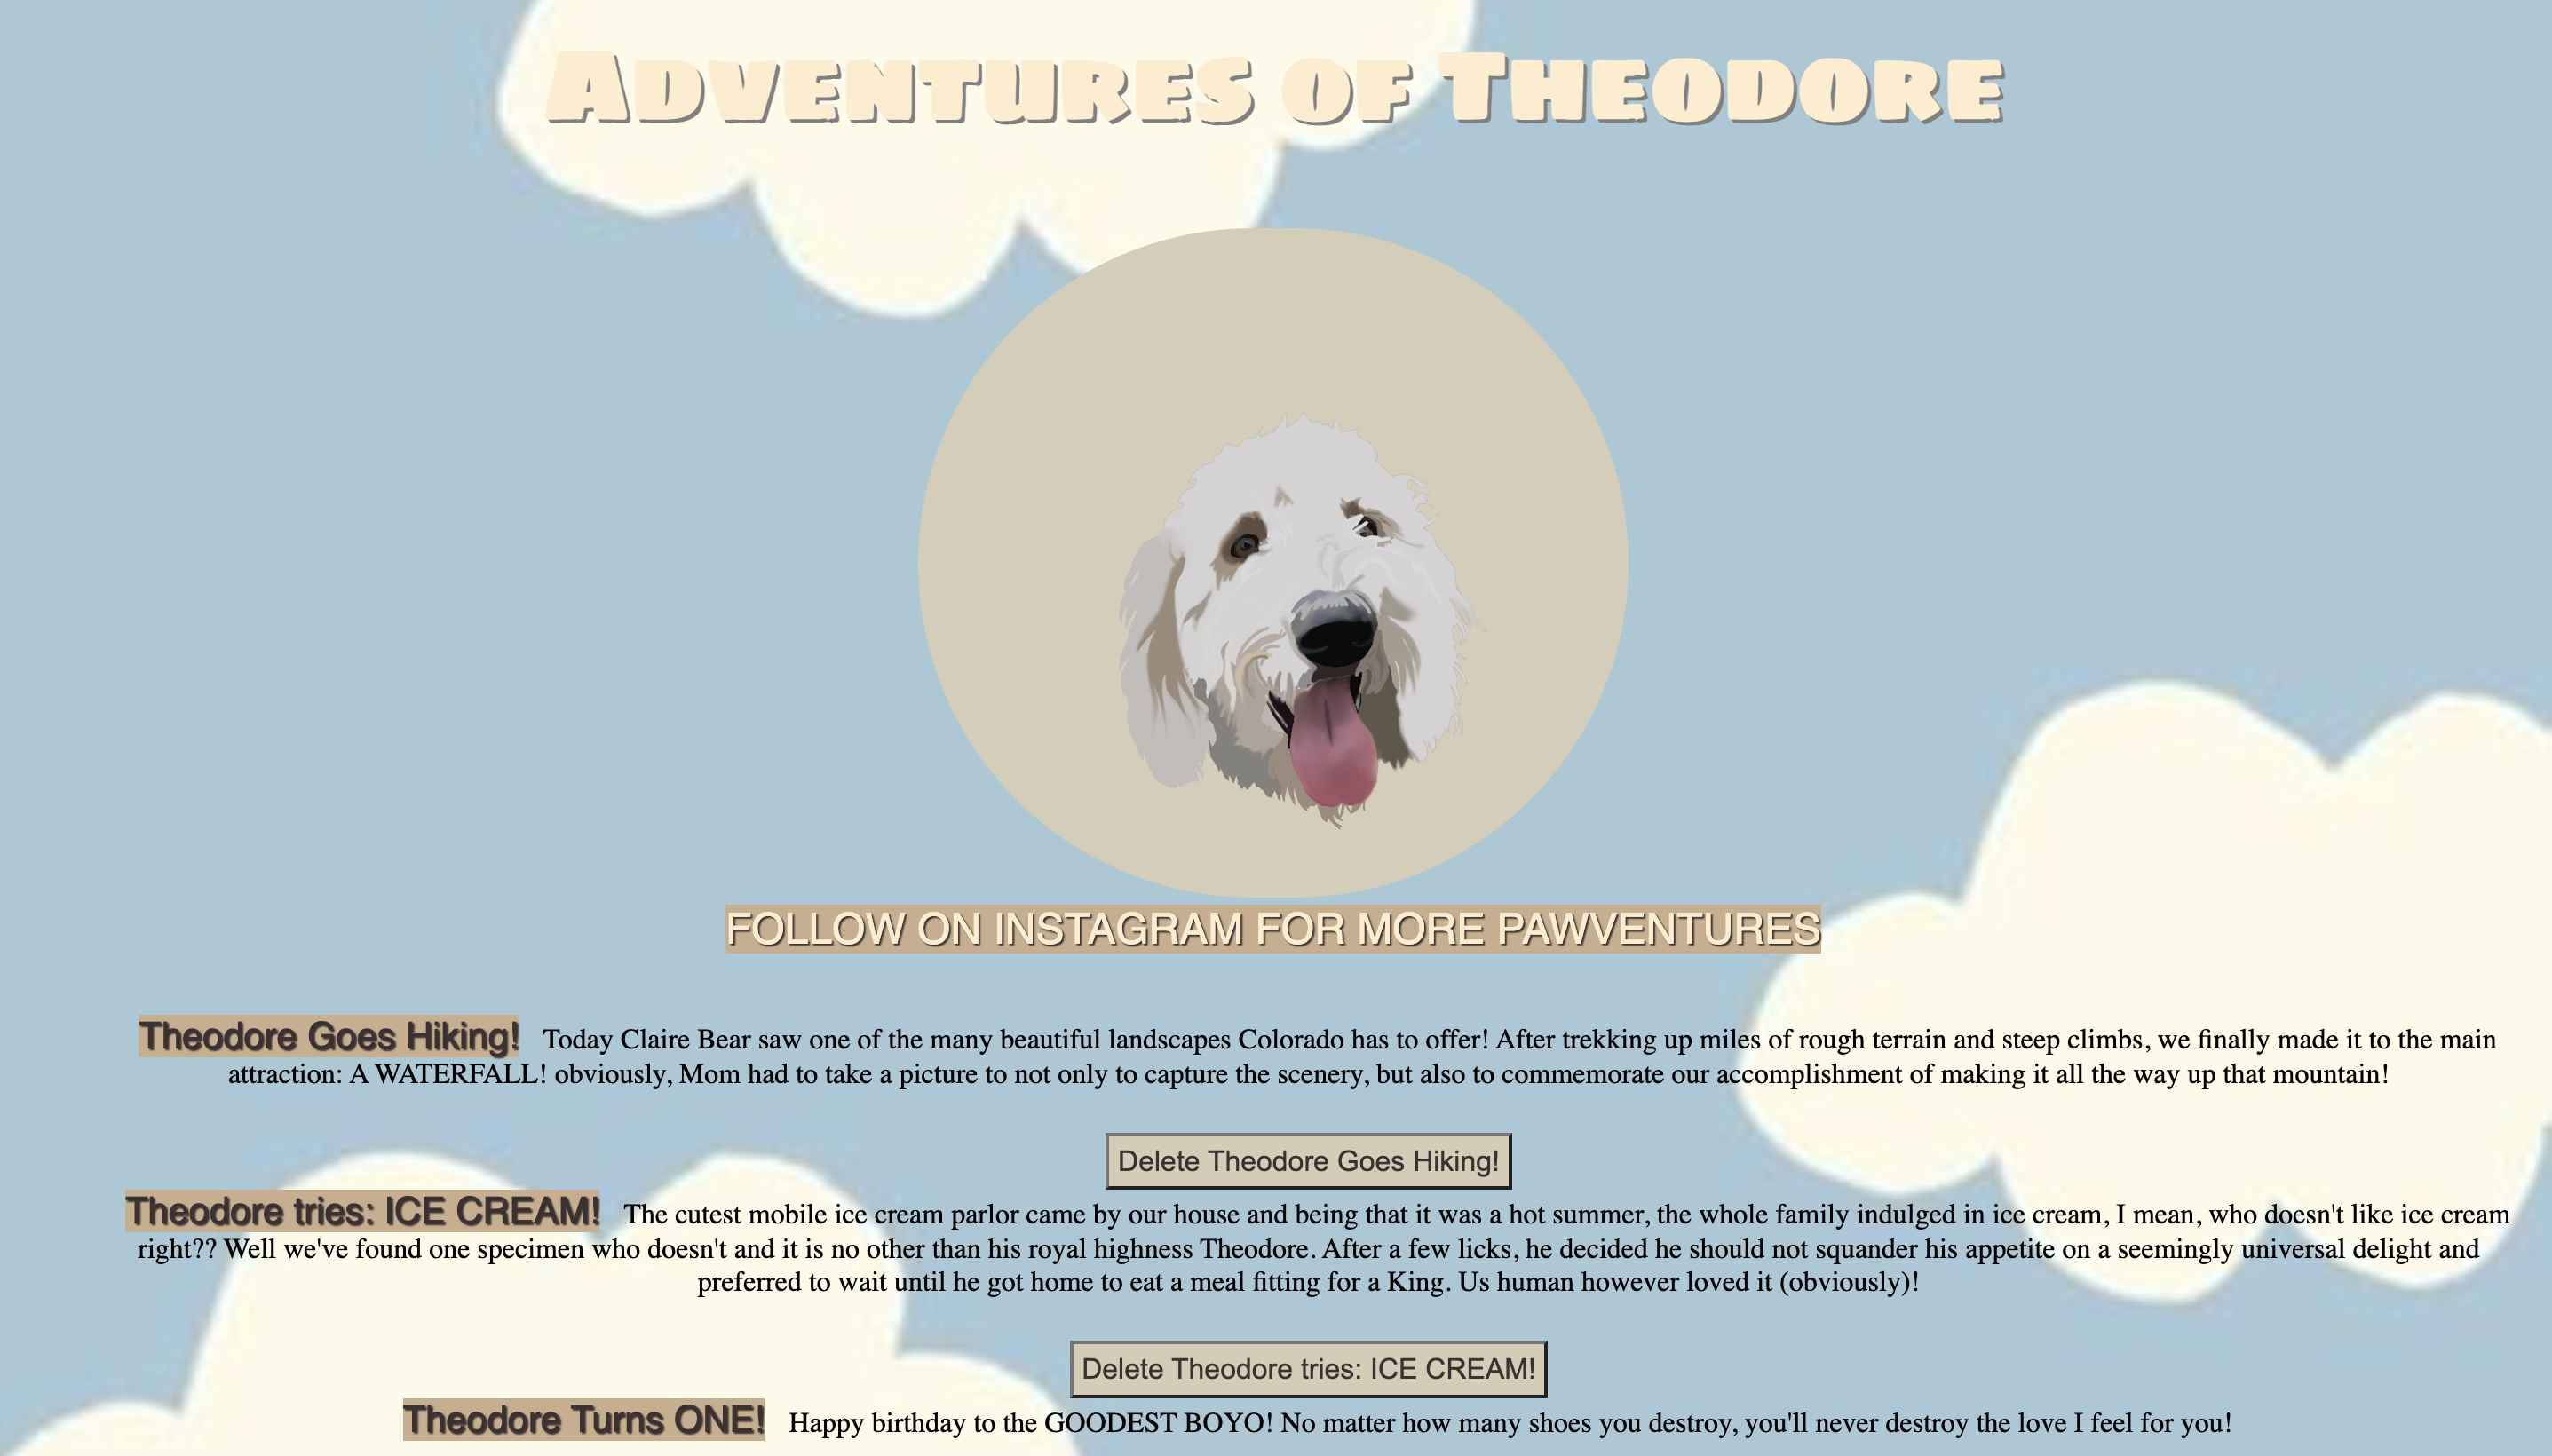 Adventures of Theodore
FOLLOW ON INSTAGRAM FOR MORE PAWVENTURES
Theodore Goes Hiking! Today Claire Bear saw one of the many beautiful landscapes Colorado has to offer! After trekking up miles of rough terrain and steep climbs, we finally made it to the main
attraction: A WATERFALL! obviously, Mom had to take a picture to not only to capture the scenery, but also to commemorate our accomplishment of making it all the way up that mountain!
Delete Theodore Goes Hiking!
Theodore tries: ICE CREAM! The cutest mobile ice cream parlor came by our house and being that it was a hot summer, the whole family indulged in ice cream, I mean, who doesn't like ice cream
right?? Well we've found one specimen who doesn't and it is no other than his royal highness Theodore. After a few licks, he decided he should not squander his appetite on a seemingly universal delight and
preferred to wait until he got home to eat a meal fitting for a King. Us human however loved it (obviously)!
Delete Theodore tries: ICE CREAM!
Theodore Turns ONE! Happy birthday to the GOODEST BOYO! No matter how many shoes you destroy, you'll never destroy the love I feel for you!